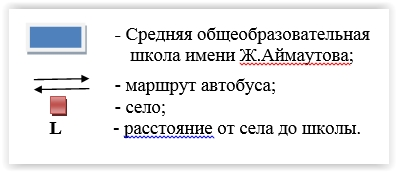 - Средняя общеобразовательная
школа имени Ж.Аймаутова;
- маршрут автобуса;
- село;
L - расстояние от села до школы.